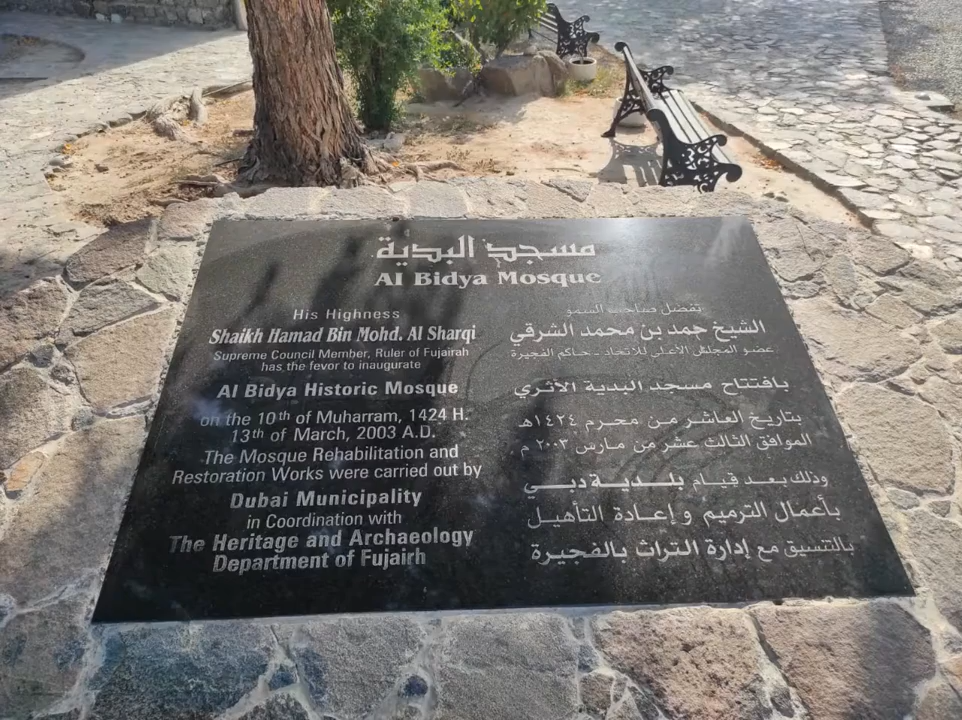 مسجد البدية
Al Bidya Mosque
His Highness
Shaikh Hamad Bin Mohd. Al Sharqi
Supreme Council Member, Ruler of Fujairah
has the fevor to inaugurate
Al Bidya Historic Mosque
on the 10th of Muharram, 1424 H.
13th of March, 2003 A.D.
The Mosque Rehabilitation and
Restoration Works were carried out by
Dubai Municipality
in Coordination with
The Heritage and Archaeology
Department of Fujairh
تفضل صاحب السمو
الشيخ حمد بن محمد الشرقي
عضو المجلس الأعلى للاتحاد - حاكم الفجيرة
بافتتاح مسجد البدية الأثري
بتاريخ العاشر من محرم ١٤٢٤هـ
الموافق الثالث عشر من مارس ٢٠٠٣ م
وذلك بعد قيام بلدية دبي
بأعمال الترميم و إعادة التأهيل
بالتنسيق مع إدارة التراث بالفجيرة